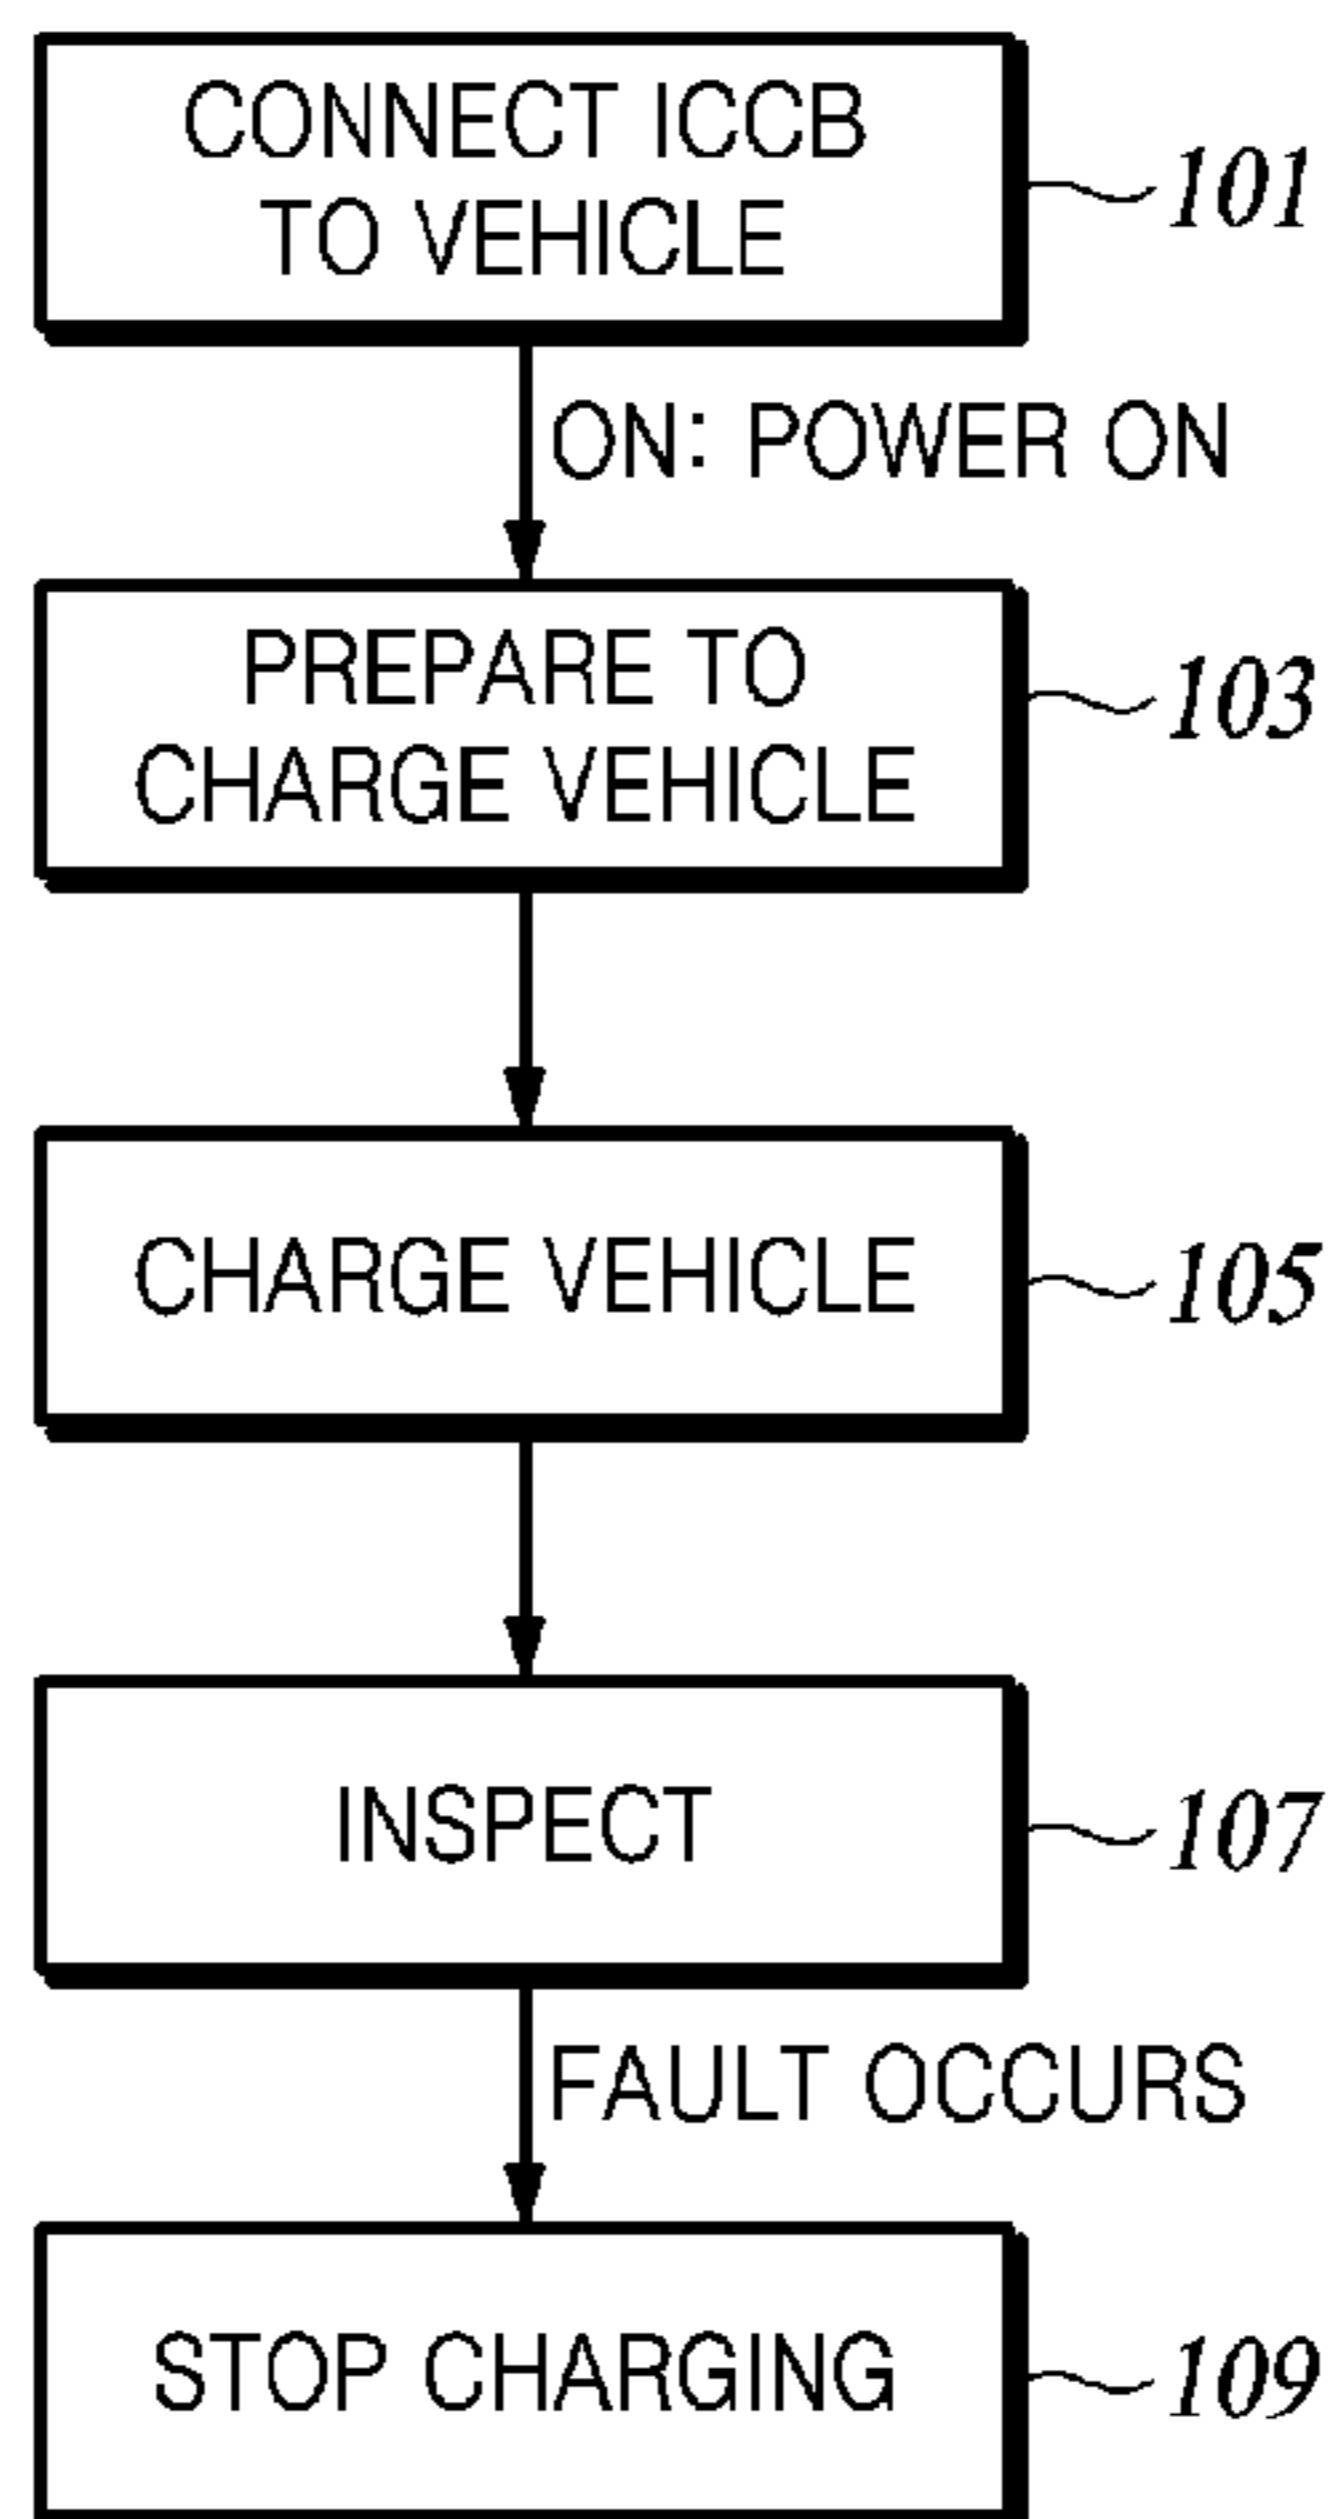 CONNECT ICCB
TO VEHICLE
101
ON: POWER ON
PREPARE TO
CHARGE VEHICLE
103
CHARGE VEHICLE
105
INSPECT
107
FAULT OCCURS
STOP CHARGING
109